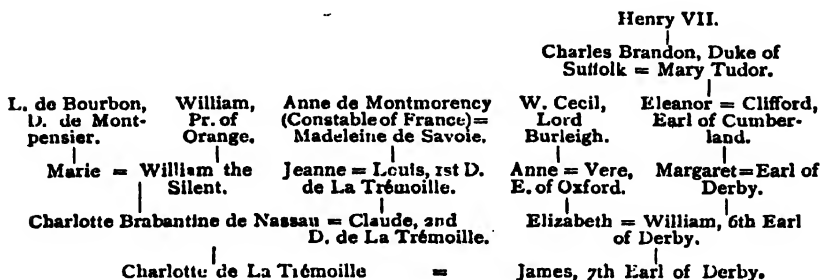 Henry VII.
Charles Brandon, Duke of
Suffolk = Mary Tudor.
L. de Bourbon, William, Anne de Montmorency W. Cecil, Eleanor = Clifford,
D. de Mont- Pr. of (Constable of France)= Lord Earl of Cumber-
pensier. Orange. Madeleine de Savoie. Burleigh. land.
Marie = William the Jeanne = Louis, 1st D. Anne = Vere, Margaret=Earl of
Silent. de La Trémoille. E. of Oxford. Derby.
Charlotte Brabantine de Nassau = Claude, 2nd Elizabeth = William, 6th Earl
D. de La Trémoille. of Derby.
Charlotte de La Trémoille = James, 7th Earl of Derby.